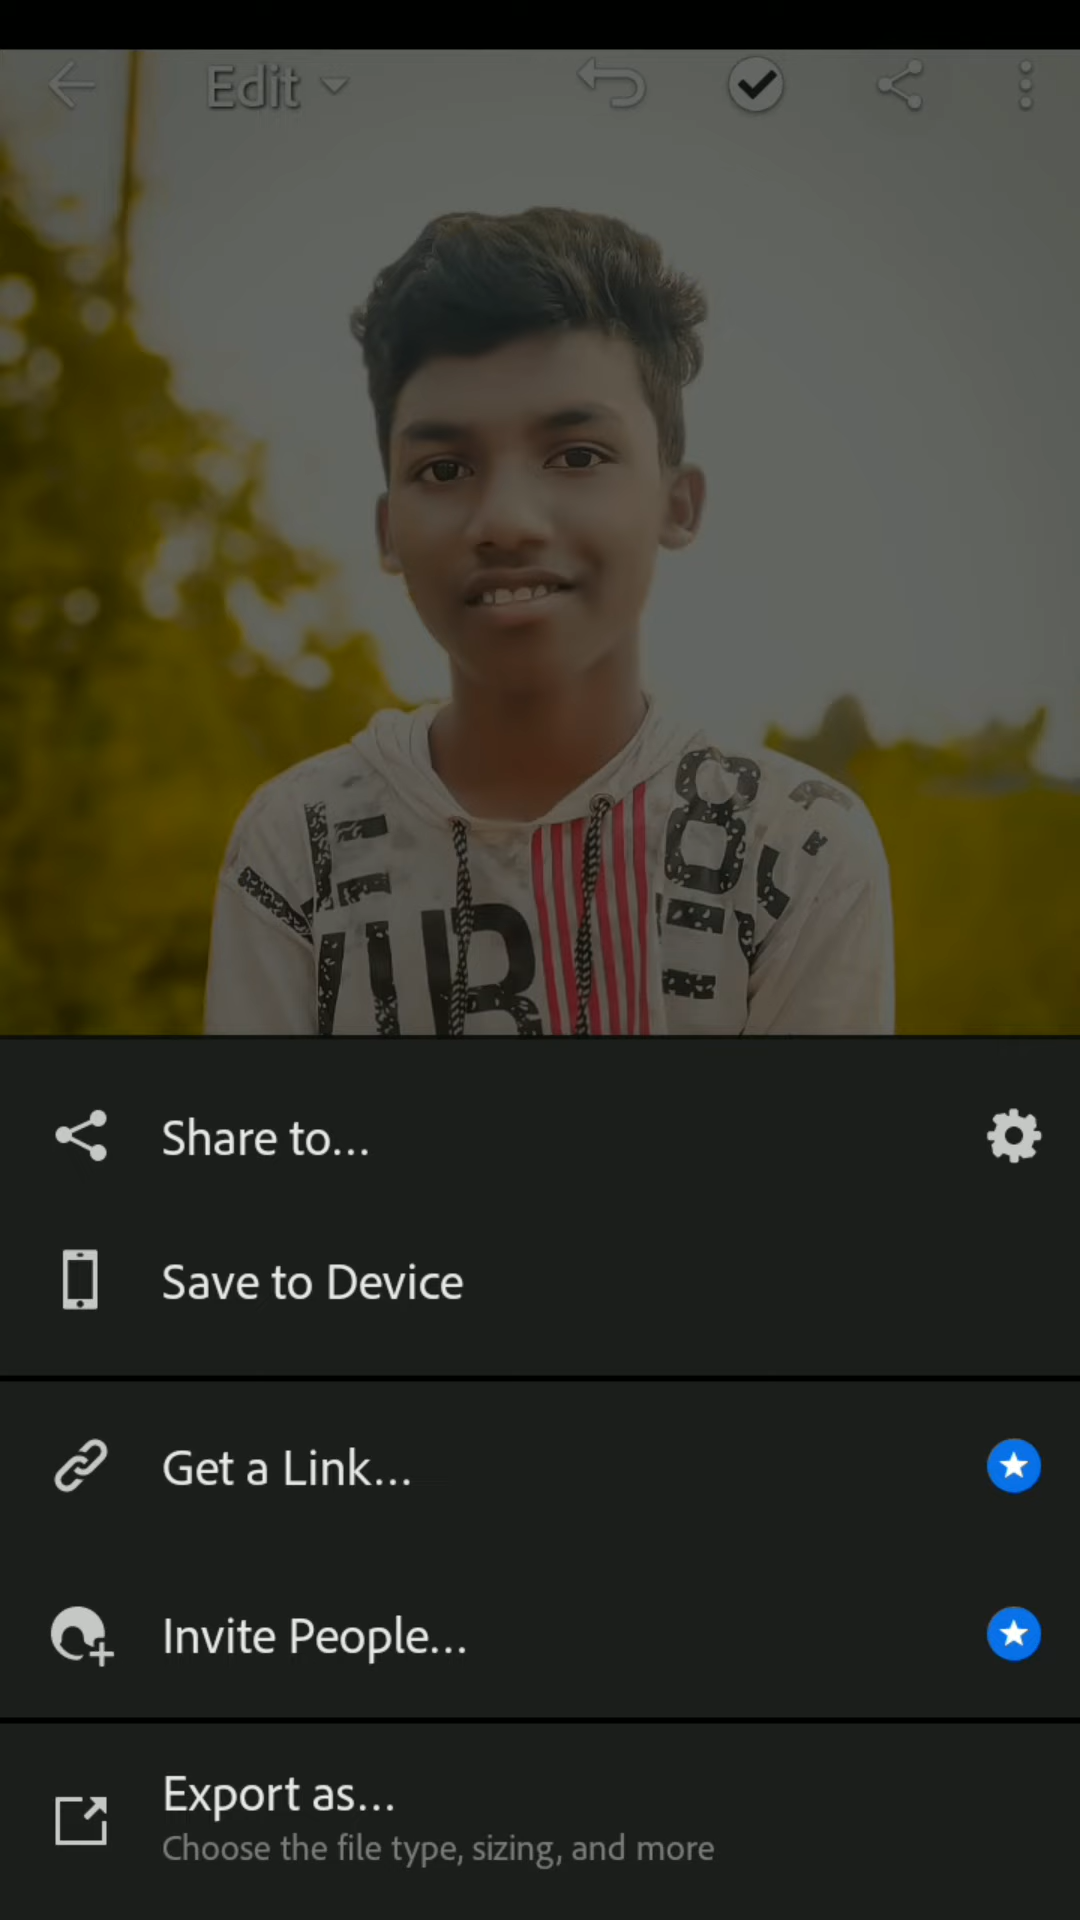 Edit
Share to...
Save to Device
Get a Link...
Invite People...
Export as...
Choose the file type, sizing, and more